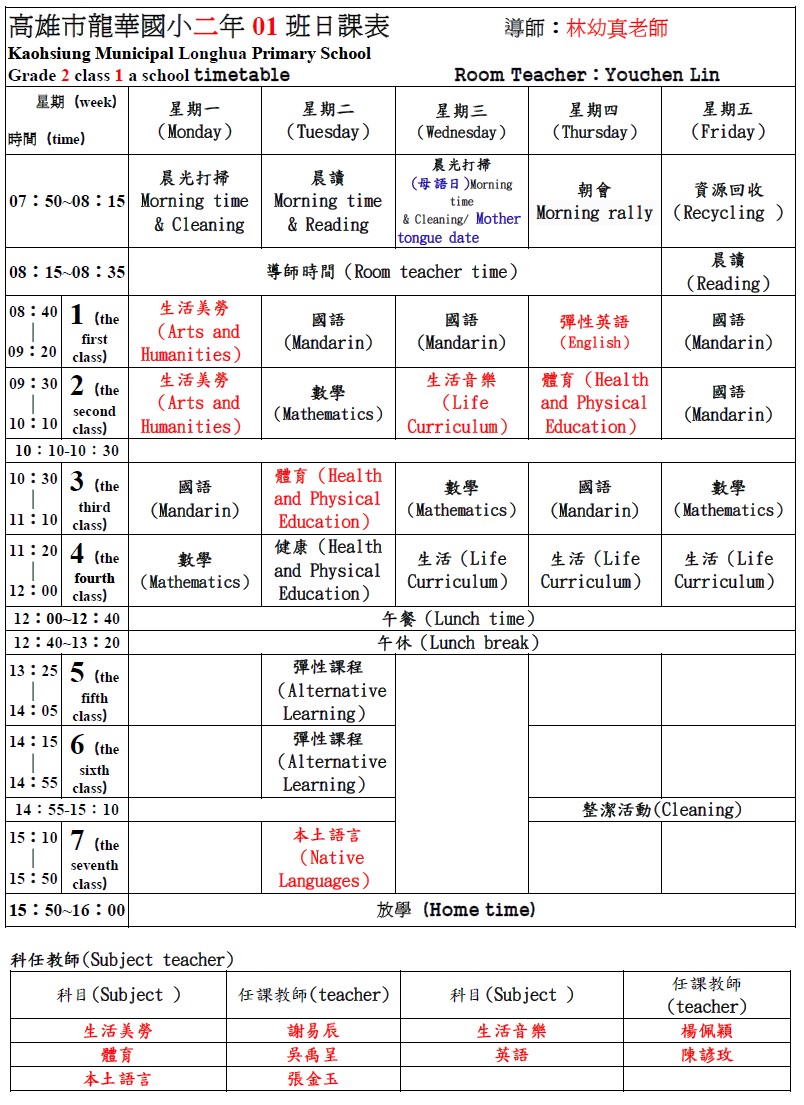 高雄市龍華國小二年 01 班日課表 導師：林幼真老師
Kaohsiung Municipal Longhua Primary School
Grade 2 class 1 a school timetable Room Teacher：Youchen Lin
星期 (week)
時間 (time)
星期一
(Monday)
星期二
(Tuesday)
星期三
(Wednesday)
星期四
(Thursday)
星期五
(Friday)
07：50~08：15
晨光打掃
Morning time
& Cleaning
晨讀
Morning time
& Reading
晨光打掃
(母語日)Morning
time
& Cleaning/ Mother
tongue date
朝會
Morning rally
資源回收
(Recycling )
08：15~08：35
導師時間 (Room teacher time)
晨讀
(Reading)
08：40
|
09：20
1 (the
first
class)
生活美勞
(Arts and
Humanities)
國語
(Mandarin)
國語
(Mandarin)
彈性英語
(English)
國語
(Mandarin)
09：30
|
10：10
2 (the
second
class)
生活美勞
(Arts and
Humanities)
數學
(Mathematics)
生活音樂
(Life
Curriculum)
體育 (Health
and Physical
Education)
國語
(Mandarin)
10：10-10：30
10：30
|
11：10
3 (the
third
class)
國語
(Mandarin)
體育 (Health
and Physical
Education)
數學
(Mathematics)
國語
(Mandarin)
數學
(Mathematics)
11：20
|
12：00
4 (the
fourth
class)
數學
(Mathematics)
健康 (Health
and Physical
Education)
生活 (Life
Curriculum)
生活 (Life
Curriculum)
生活 (Life
Curriculum)
12：00~12：40
午餐 (Lunch time)
12：40~13：20
午休 (Lunch break)
13：25
|
14：05
5 (the
fifth
class)
彈性課程
(Alternative
Learning)
14：15
|
14：55
6 (the
sixth
class)
彈性課程
(Alternative
Learning)
14：55-15：10
整潔活動(Cleaning)
15：10
|
15：50
7 (the
seventh
class)
本土語言
(Native
Languages)
15：50~16：00
放學 (Home time)
科任教師(Subject teacher)
科目(Subject )
任課教師(teacher)
科目(Subject )
任課教師
(teacher)
生活美勞
謝易辰
生活音樂
楊佩穎
體育
吳禹呈
英語
陳諺玫
本土語言
張金玉